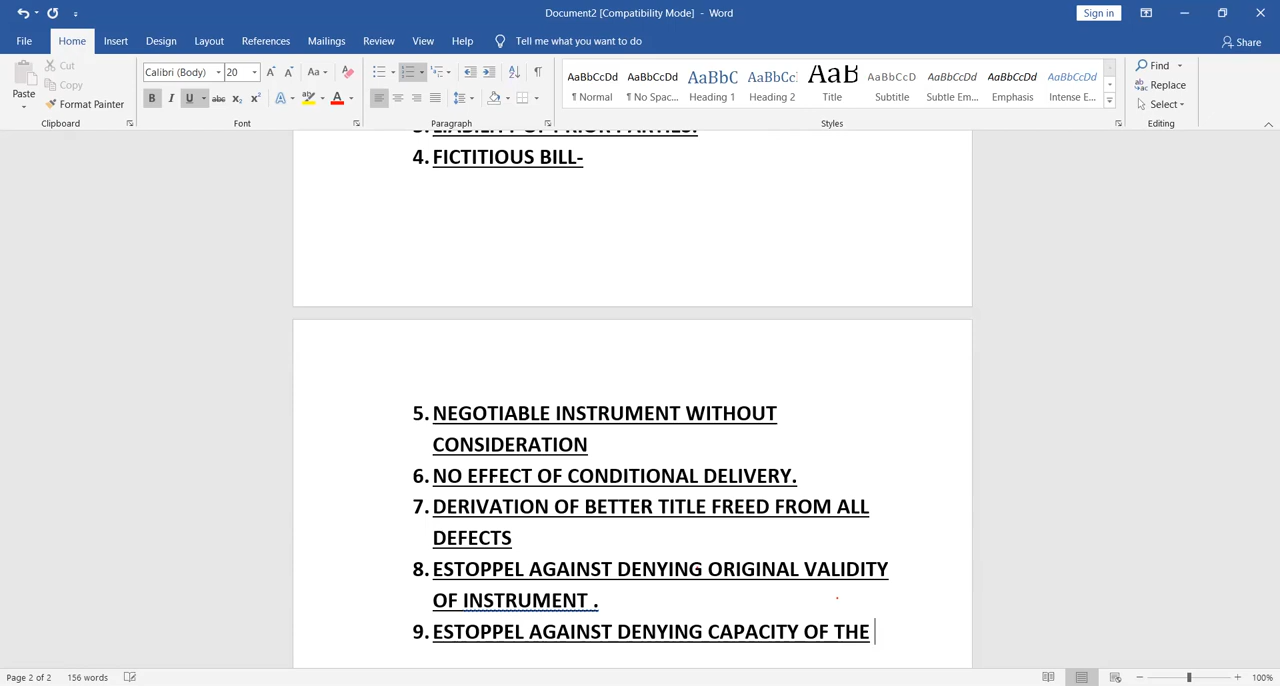 Document2 [Compatibility Mode] - Word
Sign in
File Home Insert Design Layout References Mailings Review View Help Tell me what you want to do Share
Paste
Cut
Copy
Format Painter
Clipboard
Calibri (Body) 20
Font
Paragraph
AaBbCcDd AaBbCcDd AaBbC AaBbCc AaB AaBbCcD AaBbCcDd AaBbCcDd AaBbCcDd
¶ Normal ¶ No Spac... Heading 1 Heading 2 Title Subtitle Subtle Em... Emphasis Intense E...
Styles
Find
Replace
Select
Editing
3. LIABILITY OF PRIOR PARTIES.
4. FICTITIOUS BILL-
5. NEGOTIABLE INSTRUMENT WITHOUT
CONSIDERATION
6. NO EFFECT OF CONDITIONAL DELIVERY.
7. DERIVATION OF BETTER TITLE FREED FROM ALL
DEFECTS
8. ESTOPPEL AGAINST DENYING ORIGINAL VALIDITY
OF INSTRUMENT .
9. ESTOPPEL AGAINST DENYING CAPACITY OF THE
Page 2 of 2 156 words 100%